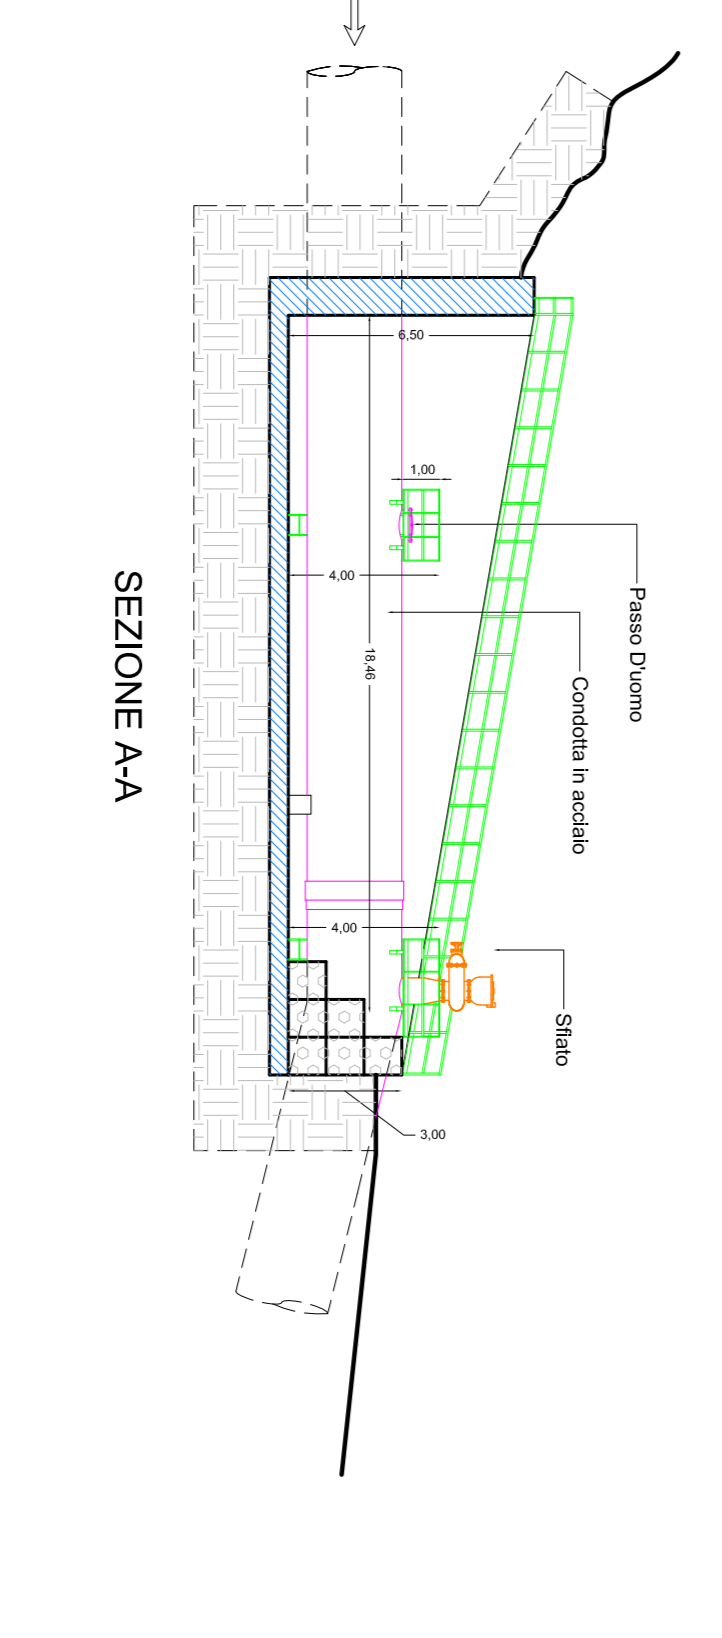 6,50
1,00
4,00
18,46
4,00
3,00
Passo D'uomo
Condotta in acciaio
Sfiato
SEZIONE A-A